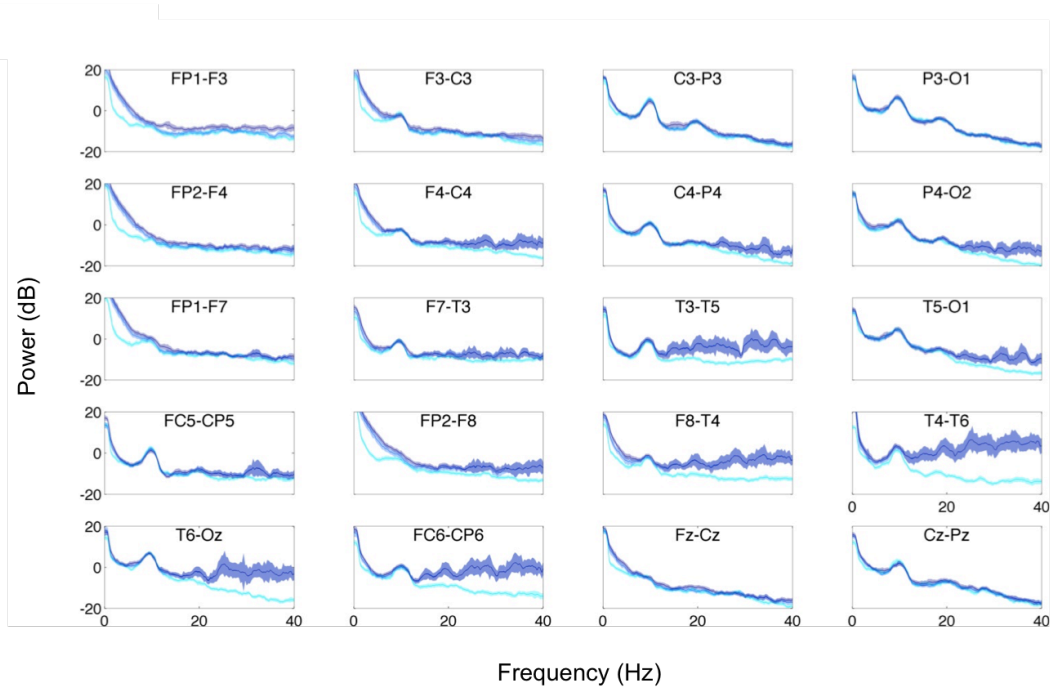 20 FP1-F3 F3-C3 C3-P3 P3-O1
0
-20
20 FP2-F4 F4-C4 C4-P4 P4-O2
0
-20
20 FP1-F7 F7-T3 T3-T5 T5-O1
0
-20
20 FC5-CP5 FP2-F8 F8-T4 T4-T6
0
-20
0 20 40
20 T6-Oz FC6-CP6 Fz-Cz Cz-Pz
0
-20
0 20 40 0 20 40 0 20 40 0 20 40
Power (dB)
Frequency (Hz)